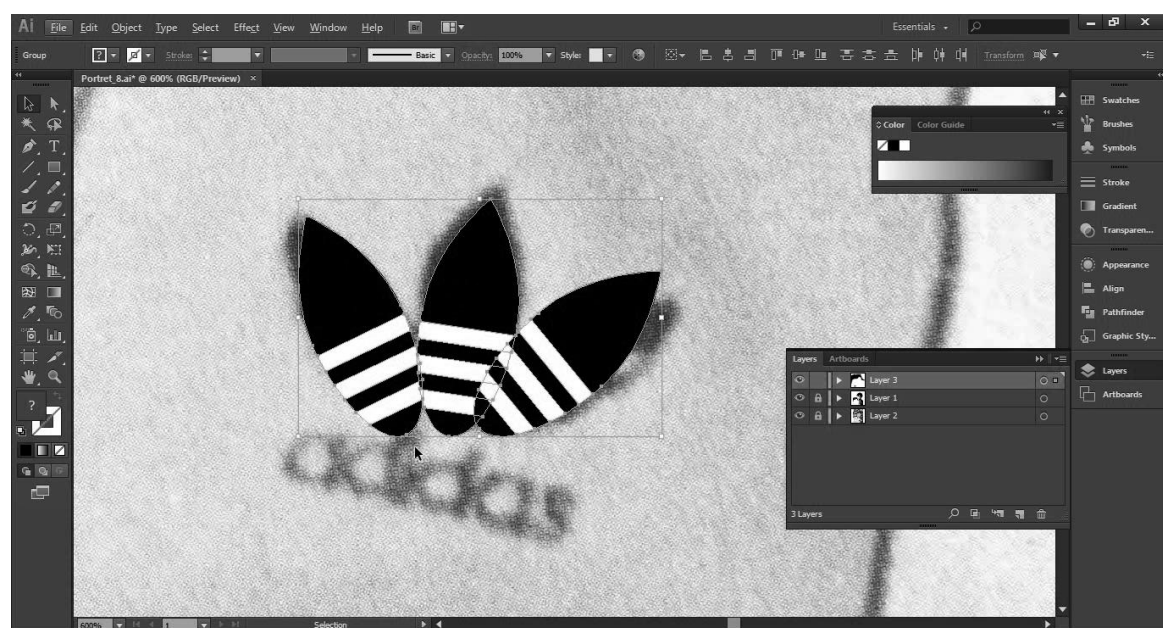 Ai File Edit Object Type Select Effect View Window Help Br Essentials
Group ? Stroke: Basic Opacity: 100% Style: Transform
Portret_8.ai* @ 600% (RGB/Preview) ×
Color Color Guide
Swatches
Brushes
Symbols
Stroke
Gradient
Transparen...
Appearance
Align
Pathfinder
Graphic Sty...
Layers
Artboards
Layers Artboards
Layer 3
Layer 1
Layer 2
3 Layers
T
?
adidas
600% 1 Selection